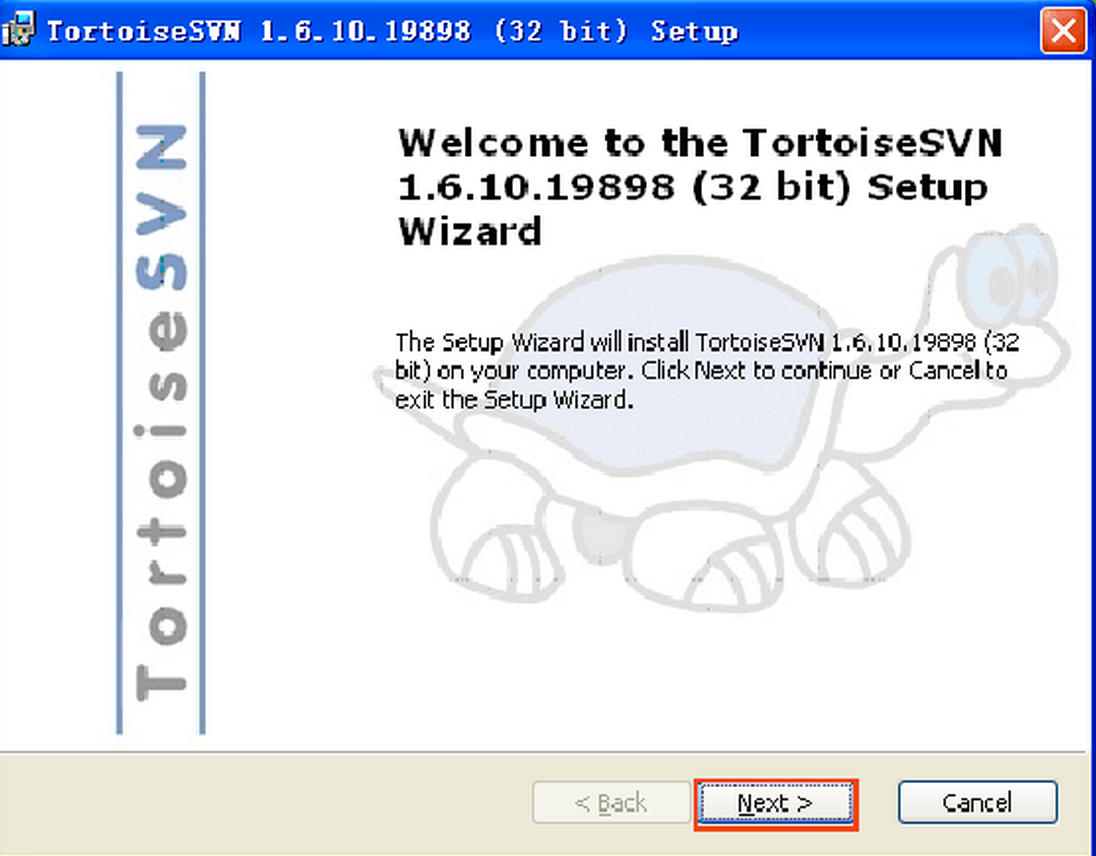 TortoiseSVN 1.6.10.19898 (32 bit) Setup
TortoiseSVN
Welcome to the TortoiseSVN
1.6.10.19898 (32 bit) Setup
Wizard
The Setup Wizard will install TortoiseSVN 1.6.10.19898 (32
bit) on your computer. Click Next to continue or Cancel to
exit the Setup Wizard.
< Back
Next >
Cancel